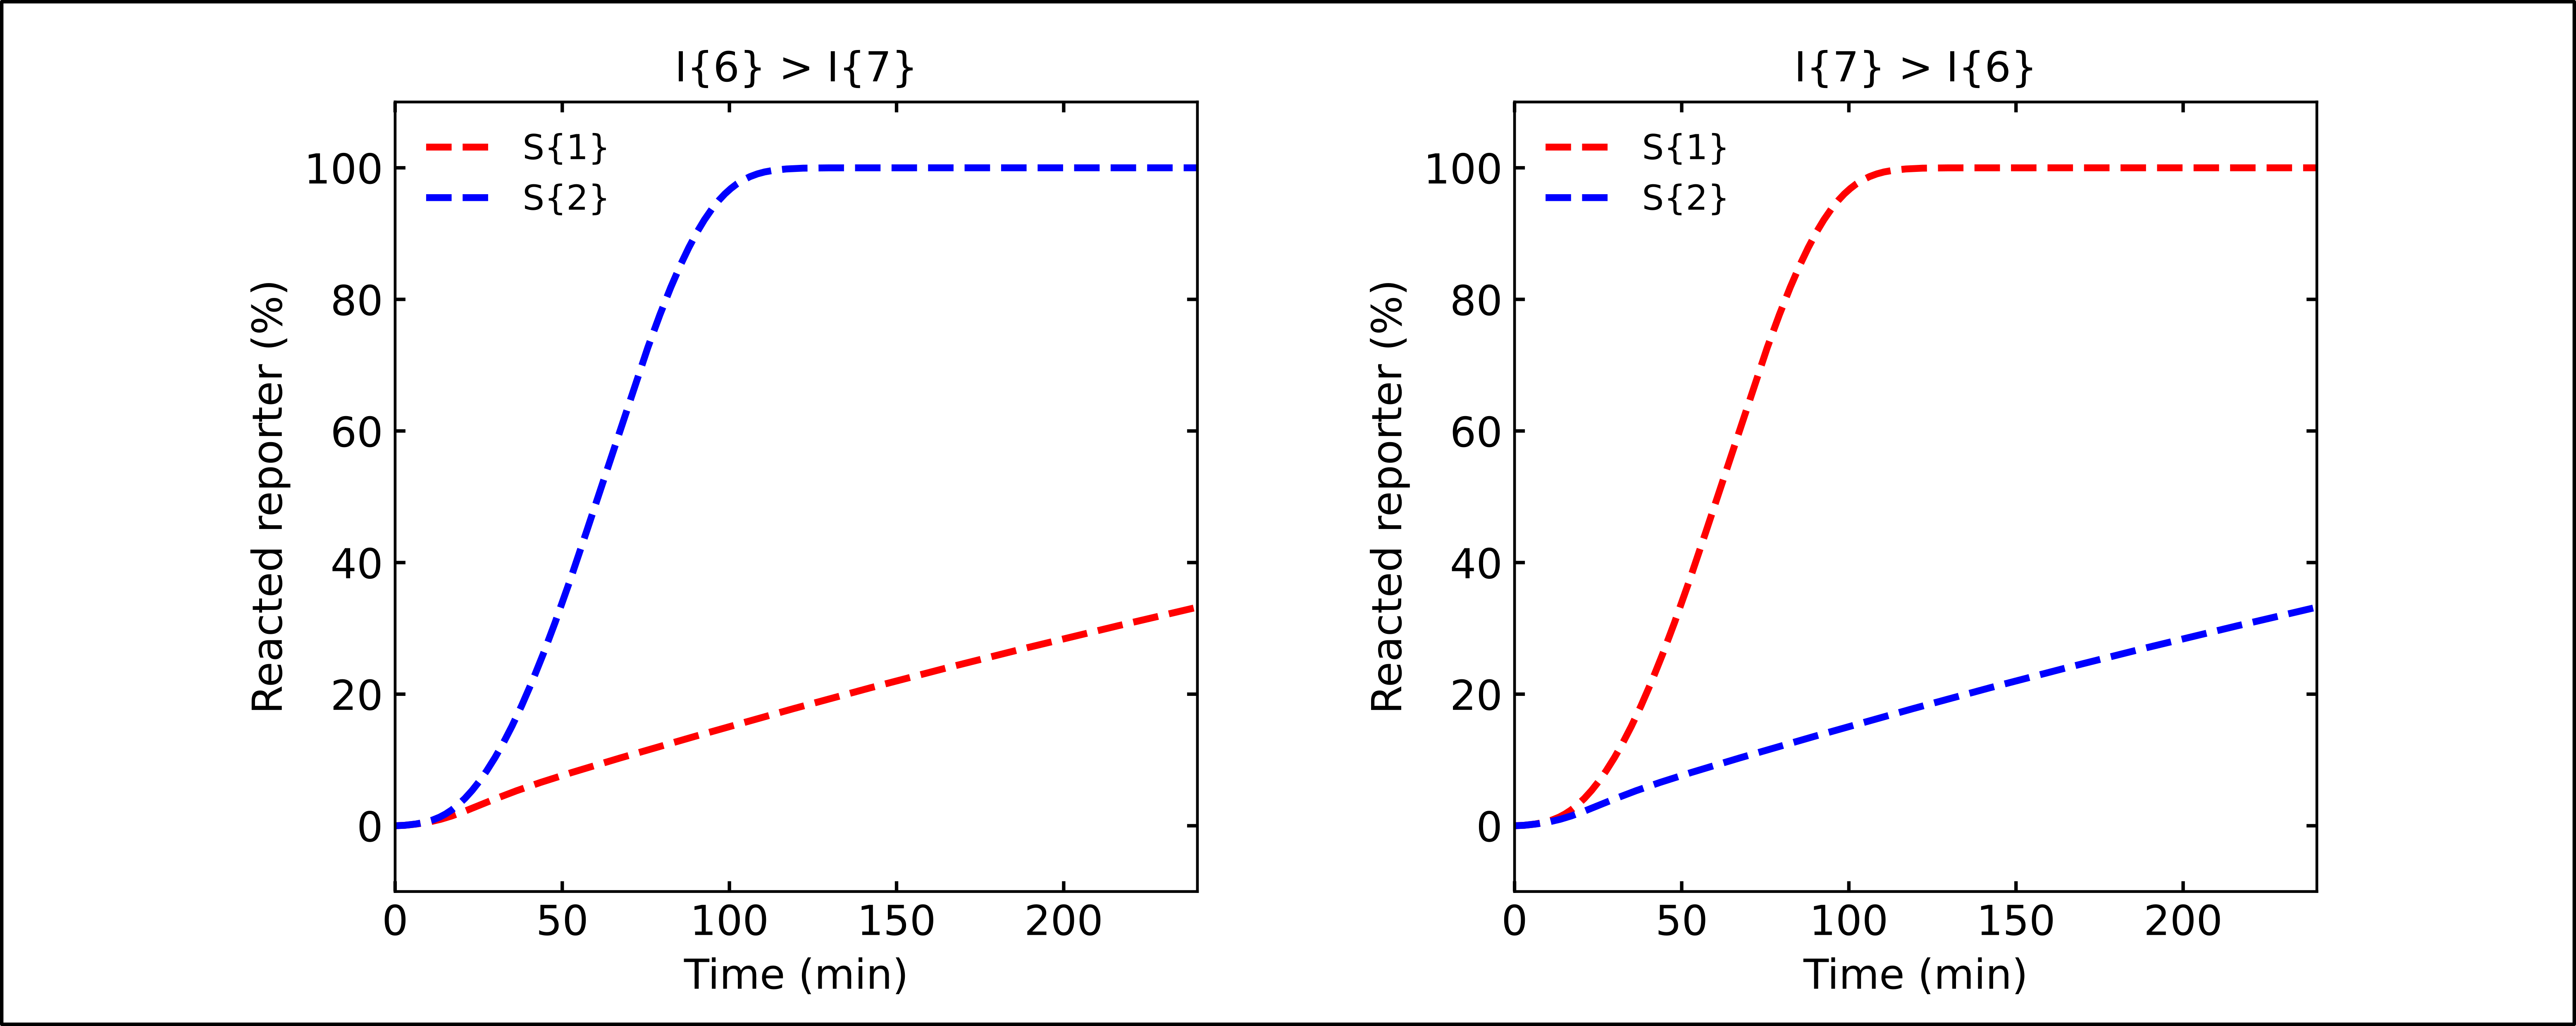 I{6} > I{7}
S{1}
S{2}
100
80
60
40
20
0
Reacted reporter (%)
0 50 100 150 200
Time (min)
I{7} > I{6}
S{1}
S{2}
100
80
60
40
20
0
Reacted reporter (%)
0 50 100 150 200
Time (min)